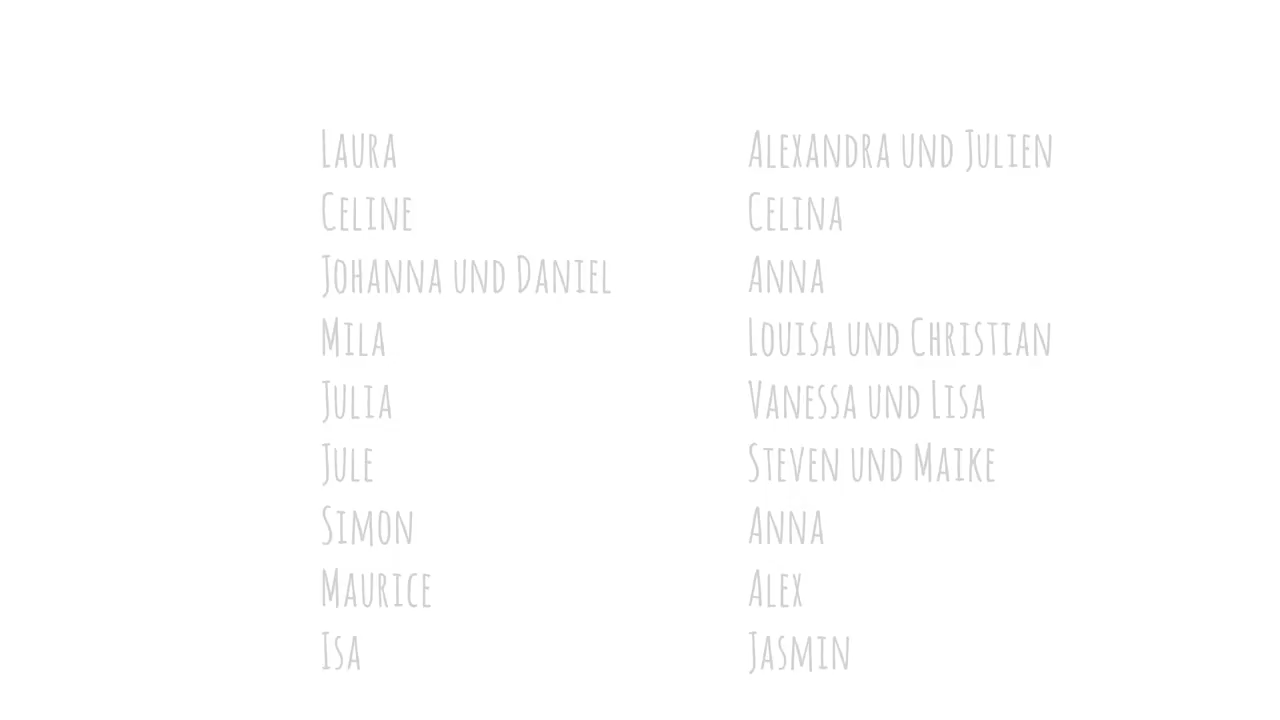 Laura
Celine
Johanna und Daniel
Mila
Julia
Jule
Simon
Maurice
Isa
Alexandra und Julien
Celina
Anna
Louisa und Christian
Vanessa und Lisa
Steven und Maike
Anna
Alex
Jasmin